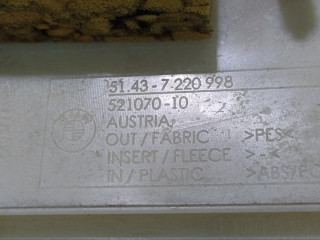 51.43-7 220 998
521070-10
AUSTRIA
OUT / FABRIC >PES<
INSERT / FLEECE >-<
IN / PLASTIC >ABS/PC